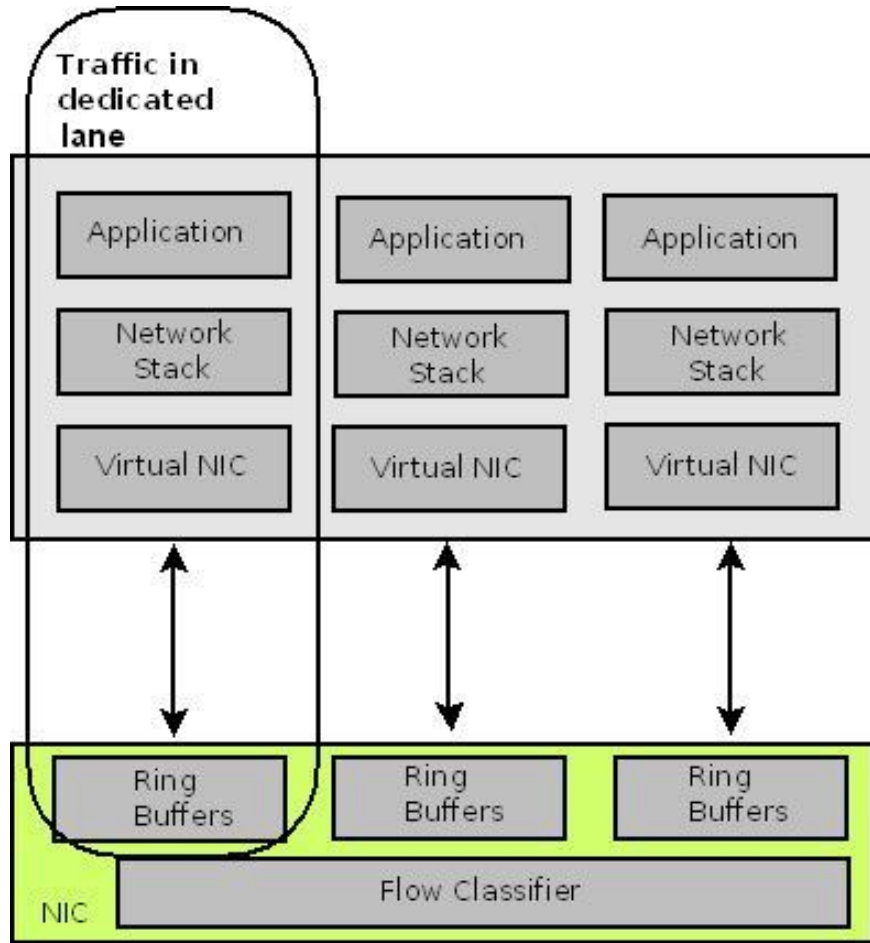 Traffic in
dedicated
lane
Application
Application
Application
Network
Stack
Network
Stack
Network
Stack
Virtual NIC
Virtual NIC
Virtual NIC
Ring
Buffers
Ring
Buffers
Ring
Buffers
Flow Classifier
NIC